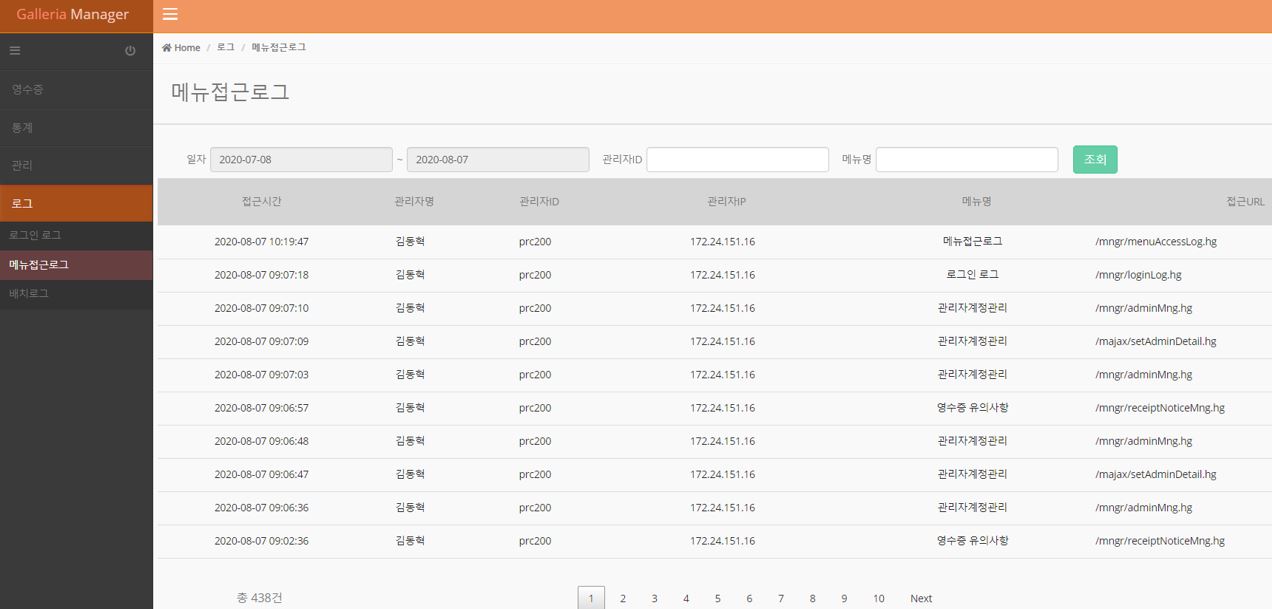 Galleria Manager
영수증
통계
관리
로그
로그인 로그
메뉴접근로그
배치로그
Home / 로그 / 메뉴접근로그
메뉴접근로그
일자 2020-07-08 ~ 2020-08-07 관리자ID 메뉴명 조회
접근시간 관리자명 관리자ID 관리자IP 메뉴명 접근URL
2020-08-07 10:19:47 김동혁 prc200 172.24.151.16 메뉴접근로그 /mngr/menuAccessLog.hg
2020-08-07 09:07:18 김동혁 prc200 172.24.151.16 로그인 로그 /mngr/loginLog.hg
2020-08-07 09:07:10 김동혁 prc200 172.24.151.16 관리자계정관리 /mngr/adminMng.hg
2020-08-07 09:07:09 김동혁 prc200 172.24.151.16 관리자계정관리 /majax/setAdminDetail.hg
2020-08-07 09:07:03 김동혁 prc200 172.24.151.16 관리자계정관리 /mngr/adminMng.hg
2020-08-07 09:06:57 김동혁 prc200 172.24.151.16 영수증 유의사항 /mngr/receiptNoticeMng.hg
2020-08-07 09:06:48 김동혁 prc200 172.24.151.16 관리자계정관리 /mngr/adminMng.hg
2020-08-07 09:06:47 김동혁 prc200 172.24.151.16 관리자계정관리 /majax/setAdminDetail.hg
2020-08-07 09:06:36 김동혁 prc200 172.24.151.16 관리자계정관리 /mngr/adminMng.hg
2020-08-07 09:02:36 김동혁 prc200 172.24.151.16 영수증 유의사항 /mngr/receiptNoticeMng.hg
총 438건 1 2 3 4 5 6 7 8 9 10 Next